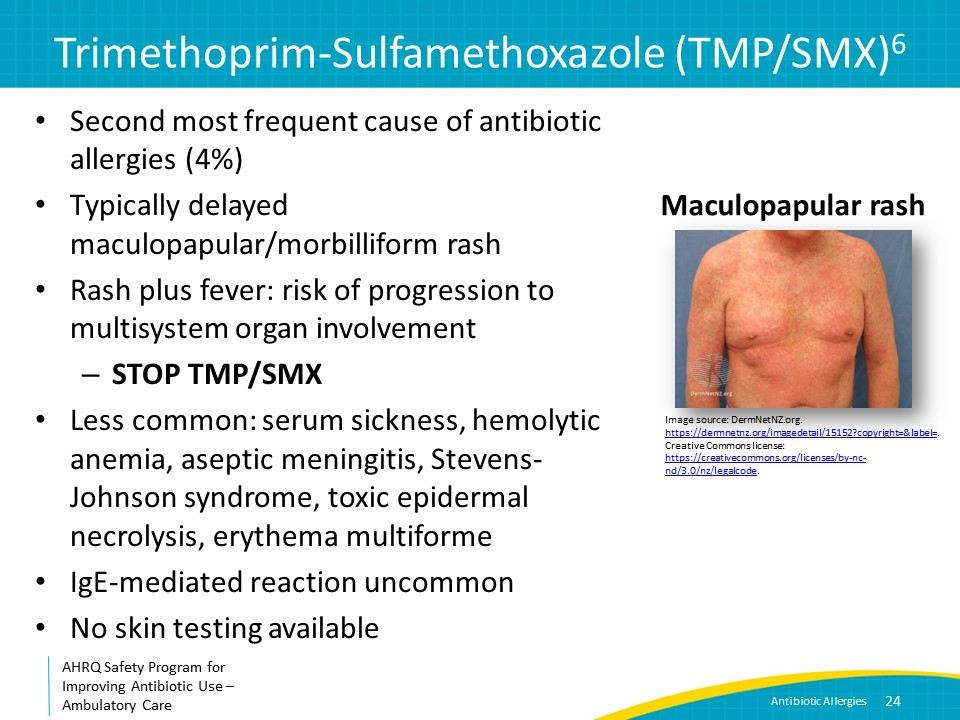 Trimethoprim-Sulfamethoxazole (TMP/SMX)6
• Second most frequent cause of antibiotic
allergies (4%)
• Typically delayed
maculopapular/morbilliform rash
• Rash plus fever: risk of progression to
multisystem organ involvement
– STOP TMP/SMX
• Less common: serum sickness, hemolytic
anemia, aseptic meningitis, Stevens-
Johnson syndrome, toxic epidermal
necrolysis, erythema multiforme
• IgE-mediated reaction uncommon
• No skin testing available
Maculopapular rash
DermNetNZ.org
Image source: DermNetNZ.org.
https://dermnetnz.org/imagedetail/15152?copyright=&label=.
Creative Commons license:
https://creativecommons.org/licenses/by-nc-
nd/3.0/nz/legalcode.
AHRQ Safety Program for
Improving Antibiotic Use –
Ambulatory Care
Antibiotic Allergies 24